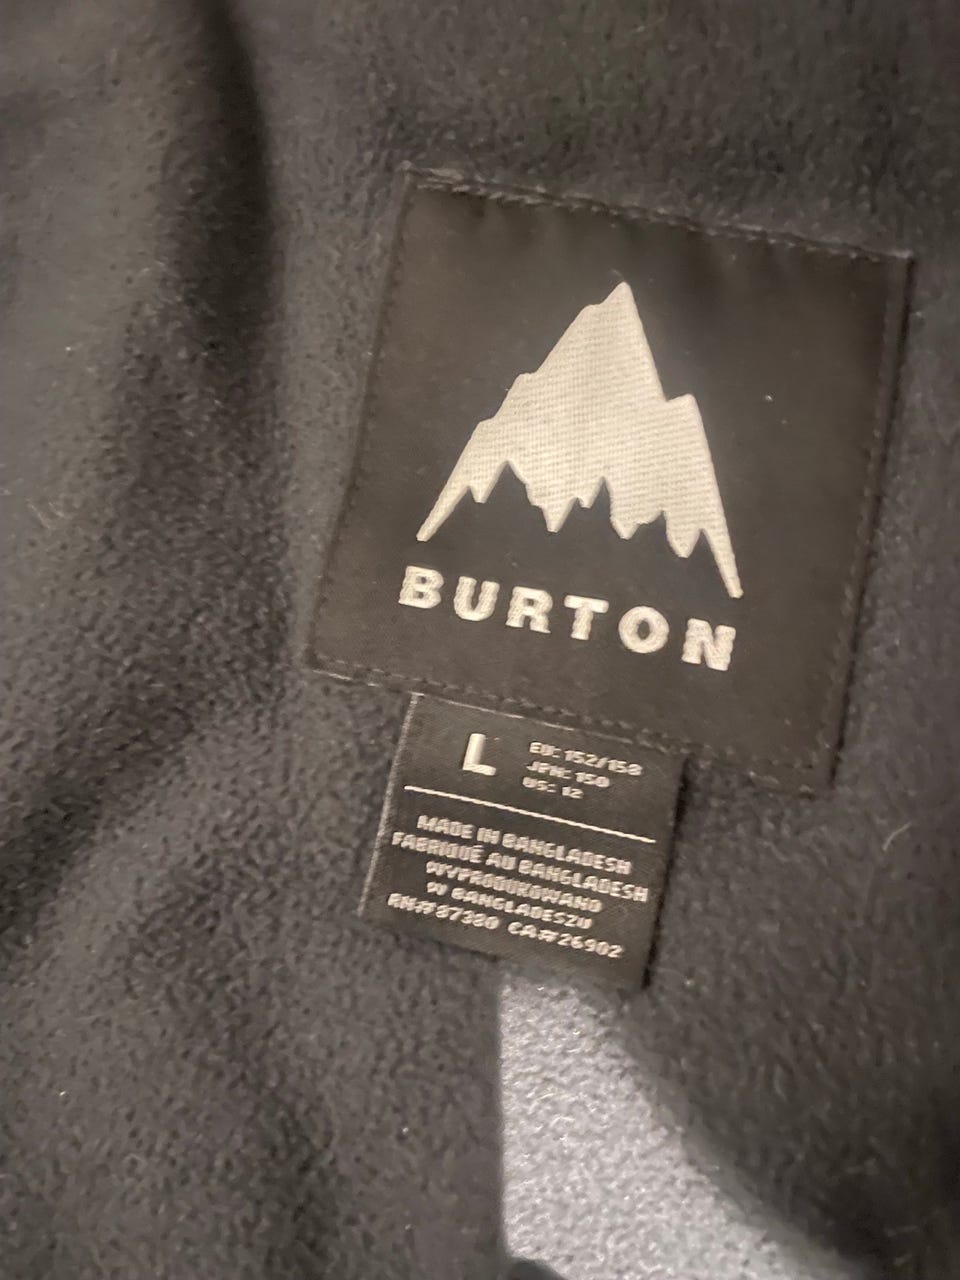 BURTON
L
EU: 152/158
JPN: 150
US: 12
MADE IN BANGLADESH
FABRIQUÉ AU BANGLADESH
WYPRODUKOWANO
W BANGLADESZU
RN#87380 CA#26902